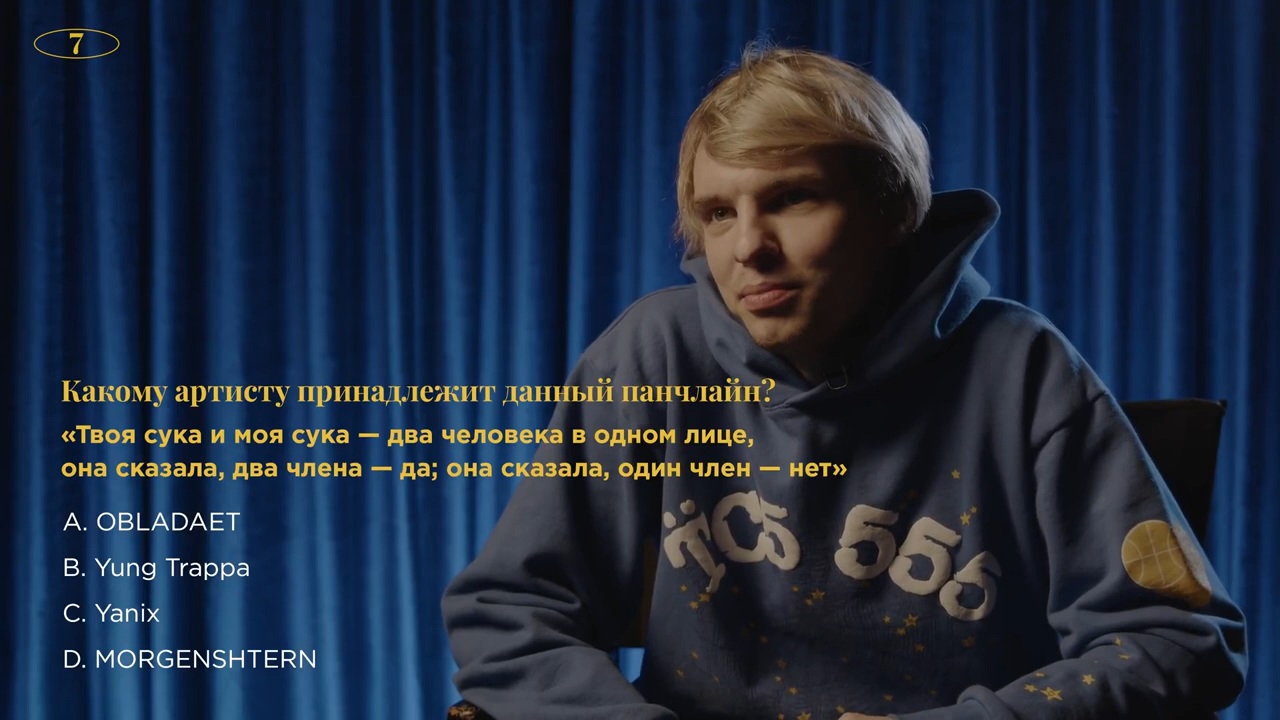 7
Какому артисту принадлежит данный панчлайн?
«Твоя сука и моя сука — два человека в одном лице,
она сказала, два члена — да; она сказала, один член — нет»
A. OBLADAET
B. Yung Trappa
C. Yanix
D. MORGENSHTERN
555